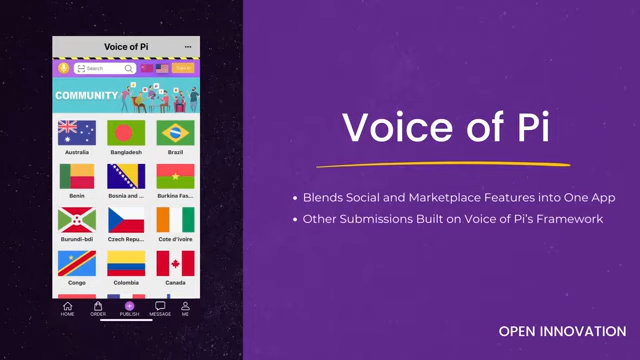 Voice of Pi
Search
COMMUNITY
Australia
Bangladesh
Brazil
Benin
Bosnia and ...
Burkina Fas...
Burundi-bdi
Czech Repu...
Cote d'ivoire
Congo
Colombia
Canada
HOME
ORDER
PUBLISH
MESSAGE
ME
Voice of Pi
• Blends Social and Marketplace Features into One App
• Other Submissions Built on Voice of Pi's Framework
OPEN INNOVATION